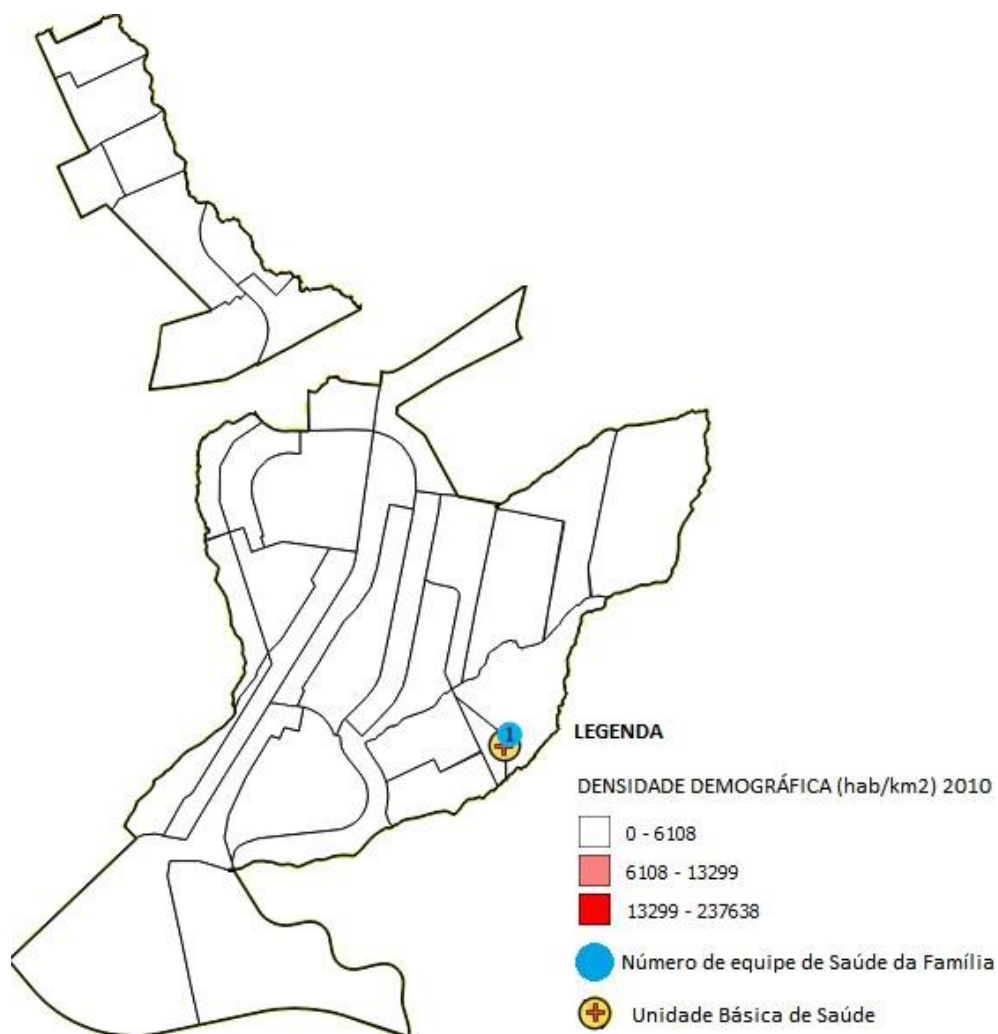 1
LEGENDA
DENSIDADE DEMOGRÁFICA (hab/km2) 2010
0 - 6108
6108 - 13299
13299 - 237638
Número de equipe de Saúde da Família
Unidade Básica de Saúde